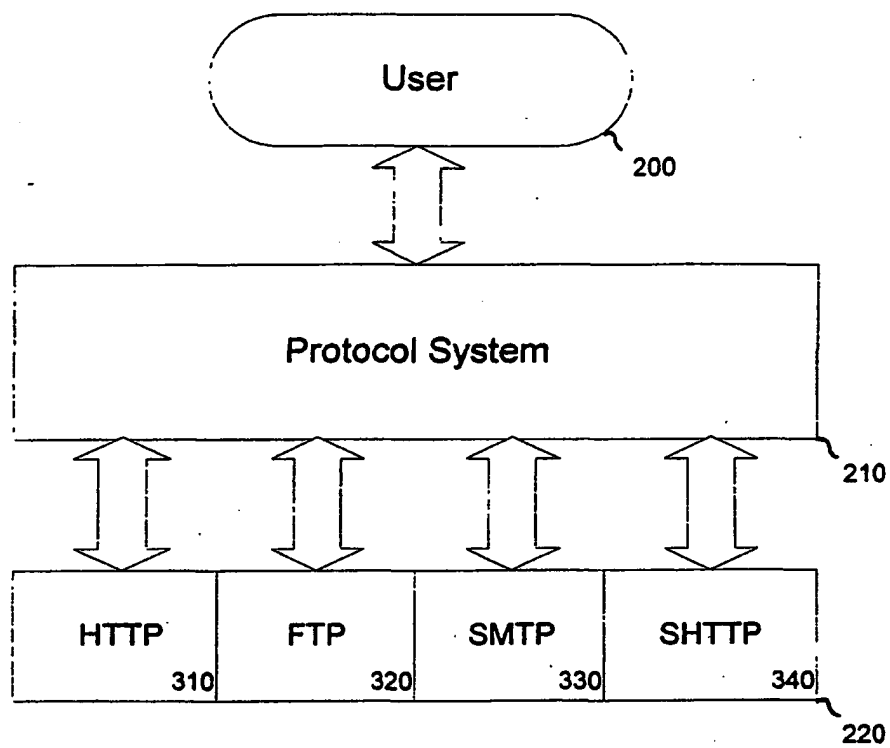 User
200
Protocol System
210
HTTP
310
FTP
320
SMTP
330
SHTTP
340
220